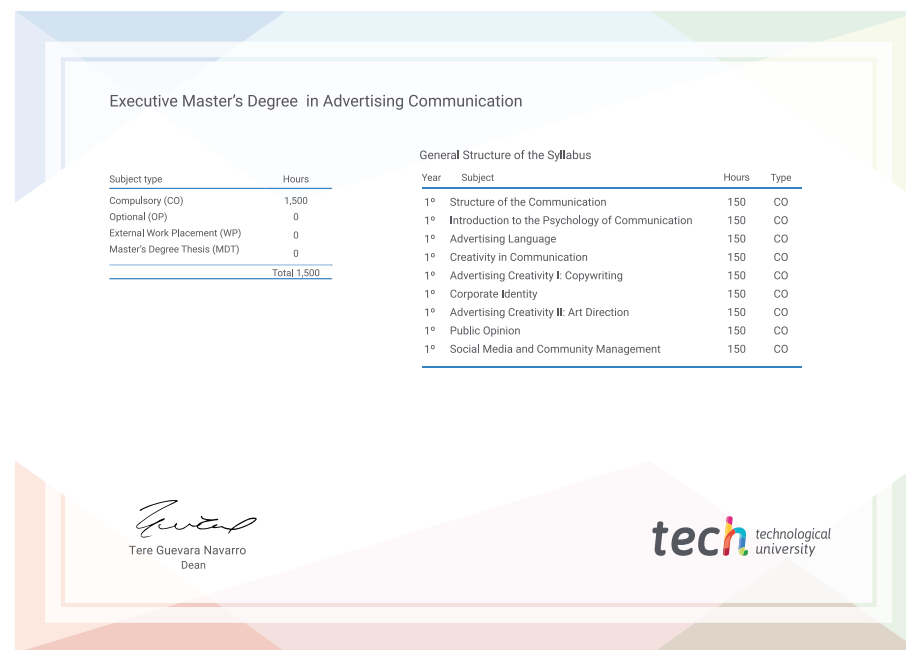 Executive Master's Degree in Advertising Communication
Subject type Hours
Compulsory (CO) 1,500
Optional (OP) 0
External Work Placement (WP) 0
Master's Degree Thesis (MDT) 0
Total 1,500
General Structure of the Syllabus
Year Subject Hours Type
1º Structure of the Communication 150 CO
1º Introduction to the Psychology of Communication 150 CO
1º Advertising Language 150 CO
1º Creativity in Communication 150 CO
1º Advertising Creativity I: Copywriting 150 CO
1º Corporate Identity 150 CO
1º Advertising Creativity II: Art Direction 150 CO
1º Public Opinion 150 CO
1º Social Media and Community Management 150 CO
Tere Guevara Navarro
Dean
tech technological
university